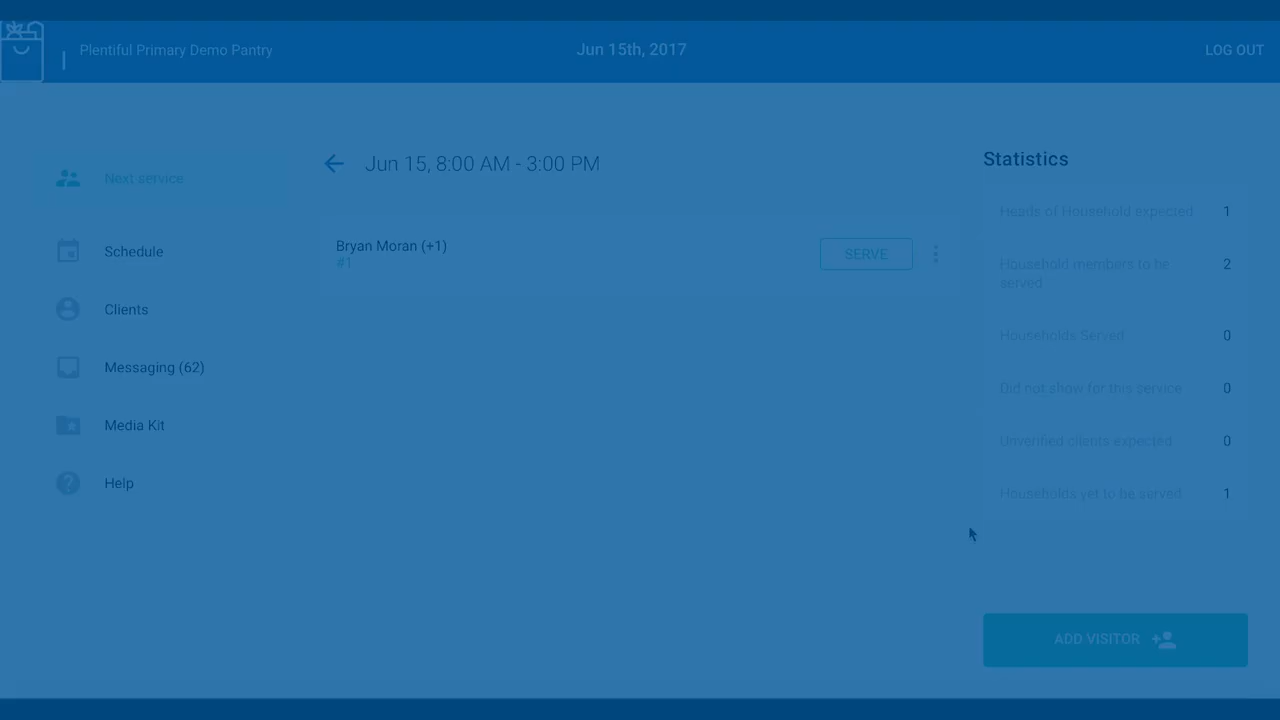 Plentiful Primary Demo Pantry
Jun 15th, 2017
LOG OUT
Next service
Schedule
Clients
Messaging (62)
Media Kit
Help
Jun 15, 8:00 AM - 3:00 PM
Bryan Moran (+1)
#1
SERVE
Statistics
Heads of Household expected 1
Household members to be 2
served
Households Served 0
Did not show for this service 0
Unverified clients expected 0
Households yet to be served 1
ADD VISITOR